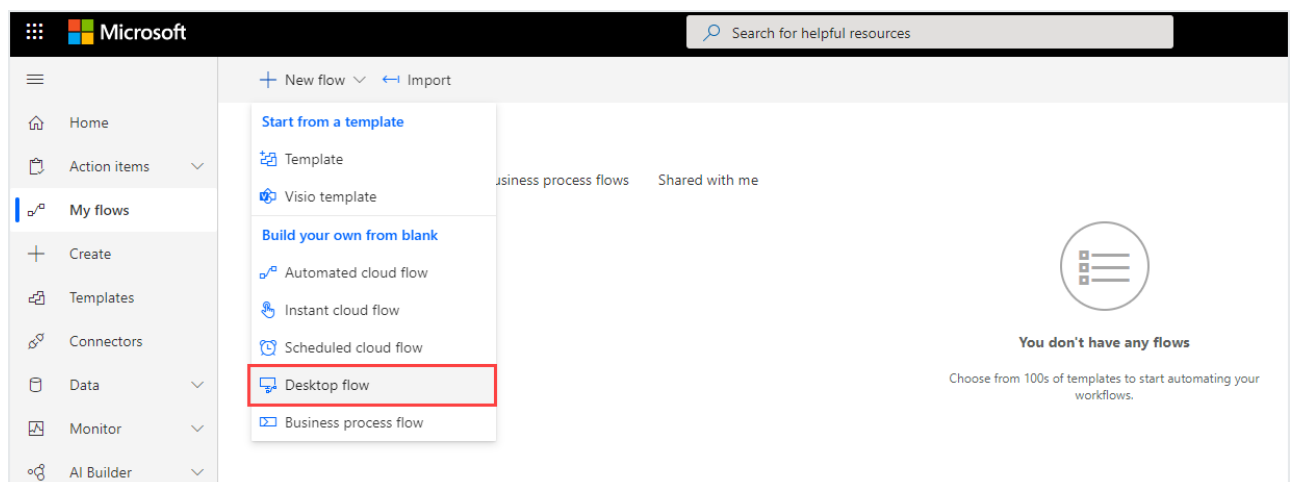 Microsoft
Search for helpful resources
New flow
Import
Home
Action items
My flows
Create
Templates
Connectors
Data
Monitor
AI Builder
Start from a template
Template
Visio template
Build your own from blank
Automated cloud flow
Instant cloud flow
Scheduled cloud flow
Desktop flow
Business process flow
usiness process flows
Shared with me
You don't have any flows
Choose from 100s of templates to start automating your
workflows.